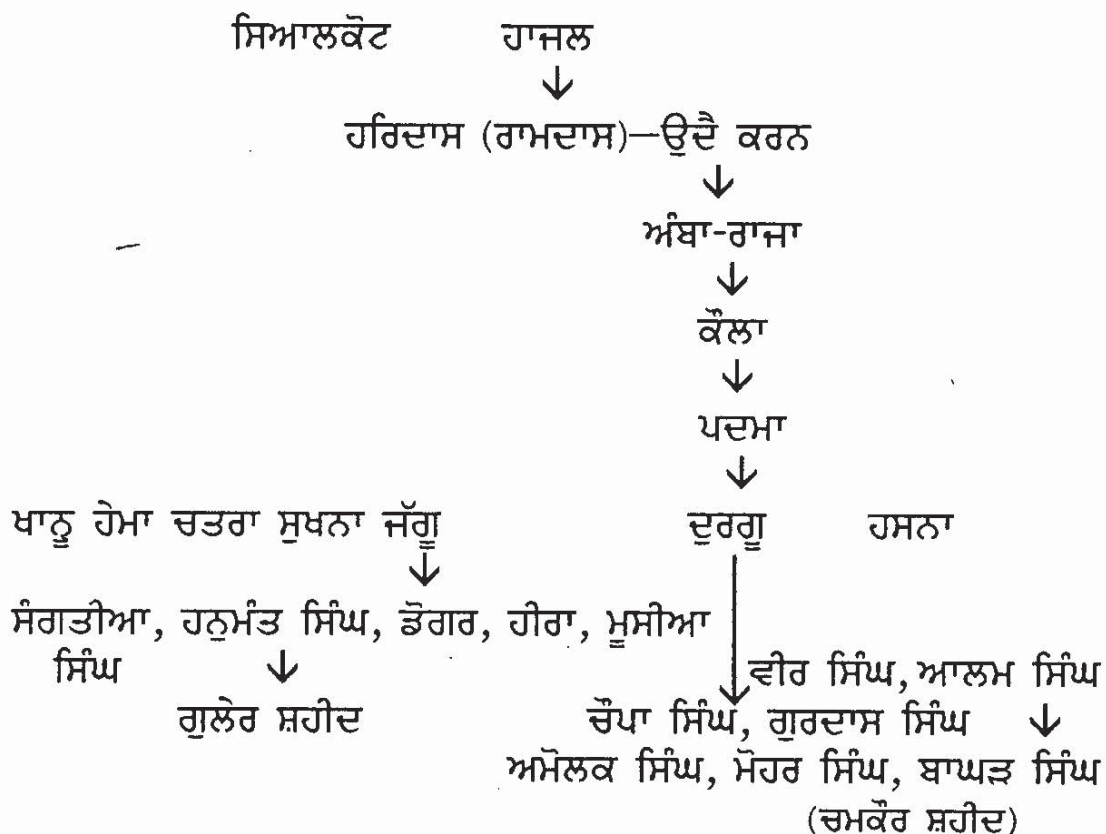 ਸਿਆਲਕੋਟ ਹਾਜਲ
ਹਰਿਦਾਸ (ਰਾਮਦਾਸ)—ਉਦੈ ਕਰਨ
ਅੰਬਾ-ਰਾਜਾ
ਕੌਲਾ
ਪਦਮਾ
ਖਾਨੂ ਹੇਮਾ ਚਤਰਾ ਸੁਖਨਾ ਜੱਗੂ ਦੁਰਗੂ ਹਸਨਾ
ਸੰਗਤੀਆ, ਹਨੁਮੰਤ ਸਿੰਘ, ਡੋਗਰ, ਹੀਰਾ, ਮੂਸੀਆ
ਸਿੰਘ ਵੀਰ ਸਿੰਘ, ਆਲਮ ਸਿੰਘ
ਗੁਲੇਰ ਸ਼ਹੀਦ ਚੌਪਾ ਸਿੰਘ, ਗੁਰਦਾਸ ਸਿੰਘ
ਅਮੋਲਕ ਸਿੰਘ, ਮੋਹਰ ਸਿੰਘ, ਬਾਘੜ ਸਿੰਘ
(ਚਮਕੌਰ ਸ਼ਹੀਦ)